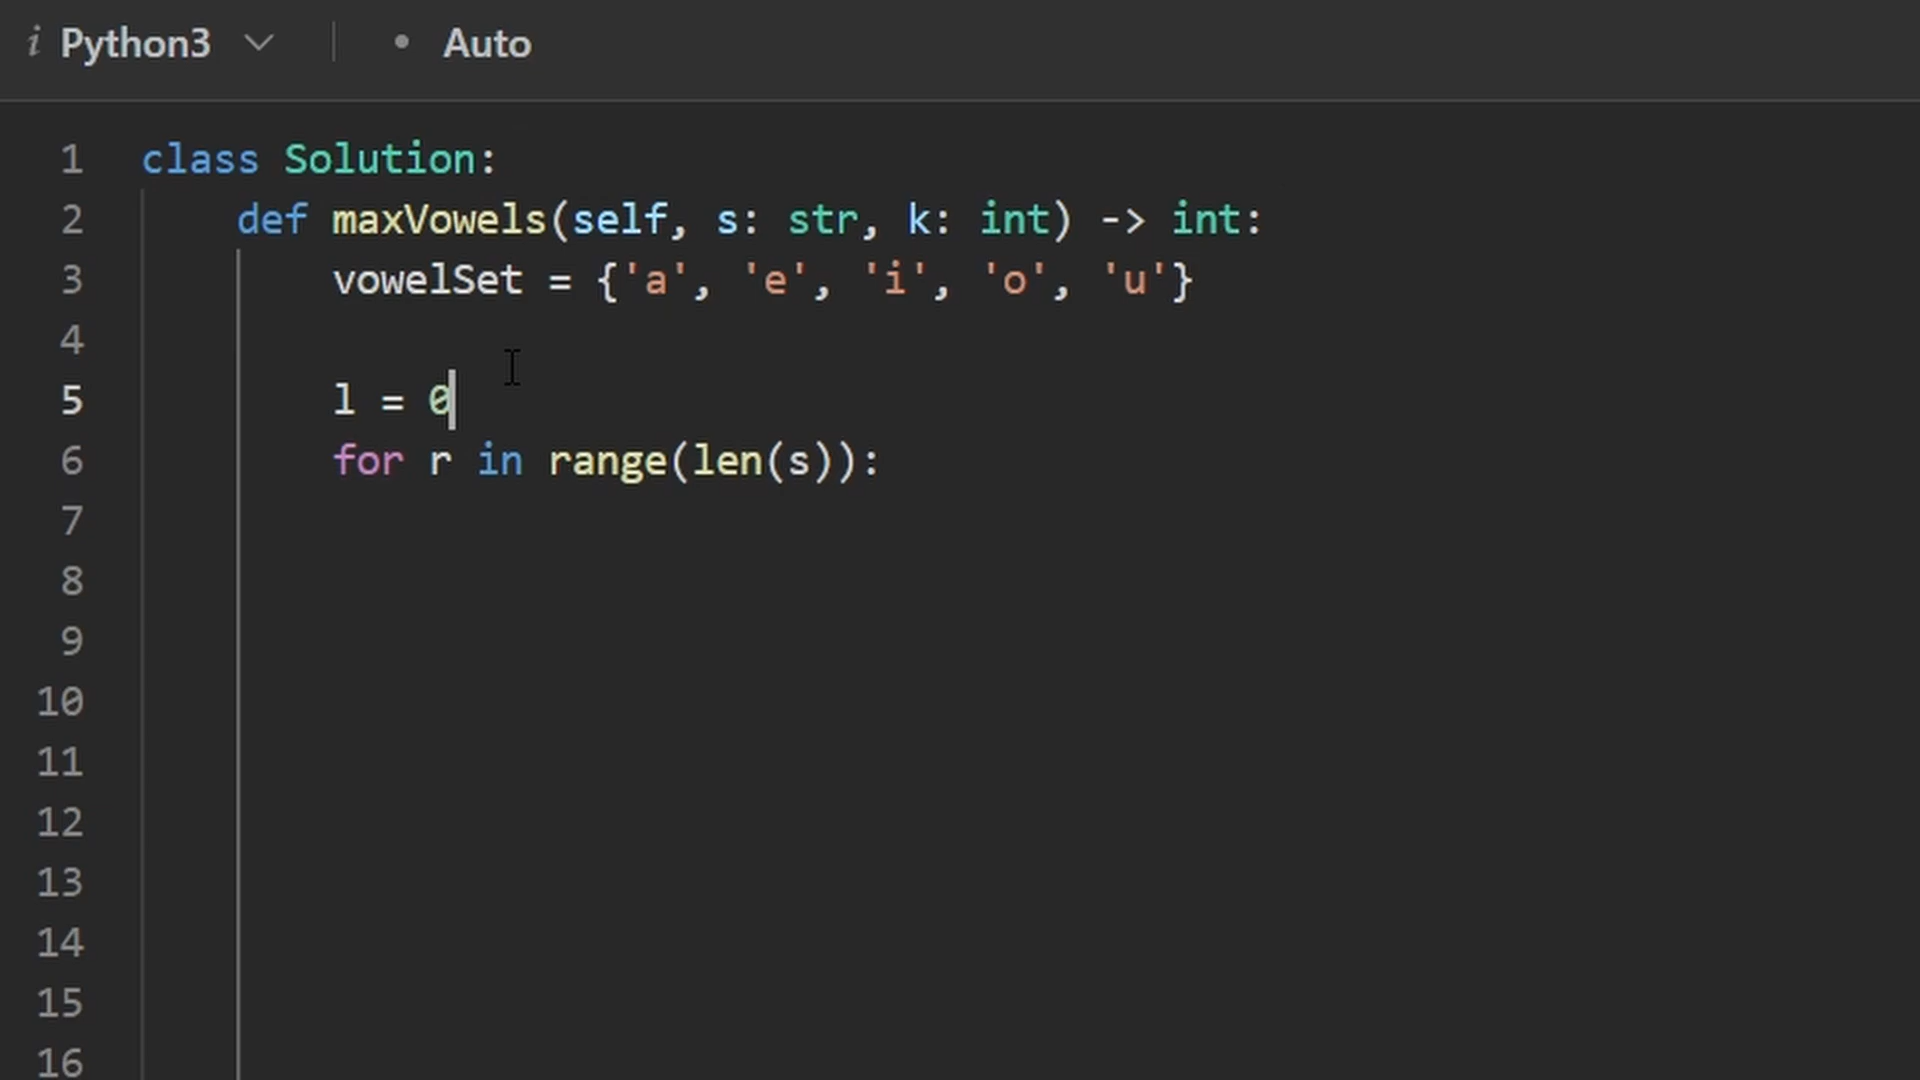 i Python3 • Auto
1 class Solution:
2 def maxVowels(self, s: str, k: int) -> int:
3 vowelSet = {'a', 'e', 'i', 'o', 'u'}
4
5 l = 0
6 for r in range(len(s)):
7
8
9
10
11
12
13
14
15
16